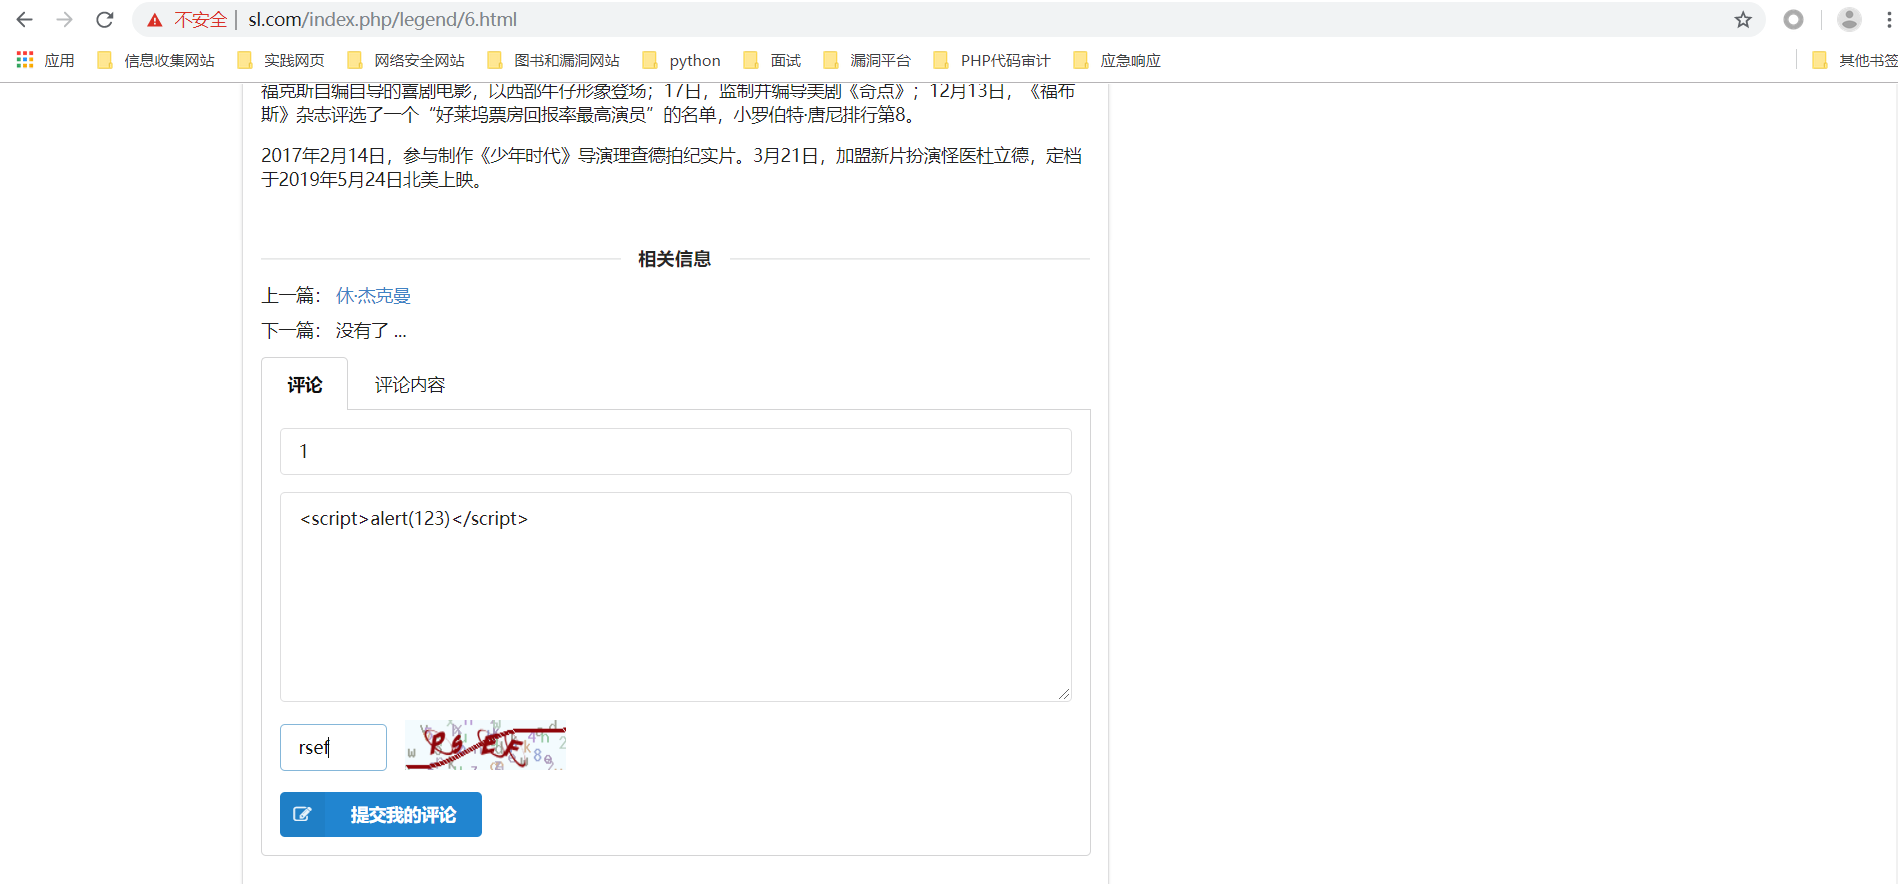 不安全 | sl.com/index.php/legend/6.html
应用 信息收集网站 实践网页 网络安全网站 图书和漏洞网站 python 面试 漏洞平台 PHP代码审计 应急响应 其他书签
福克斯自编自导的喜剧电影，以西部牛仔形象登场；17日，监制并编导美剧《奇点》；12月13日，《福布
斯》杂志评选了一个“好莱坞票房回报率最高演员”的名单，小罗伯特·唐尼排行第8。
2017年2月14日，参与制作《少年时代》导演理查德拍纪实片。3月21日，加盟新片扮演怪医杜立德，定档
于2019年5月24日北美上映。
相关信息
上一篇： 休·杰克曼
下一篇： 没有了 ...
评论 评论内容
1
<script>alert(123)</script>
rsef RSEF
提交我的评论